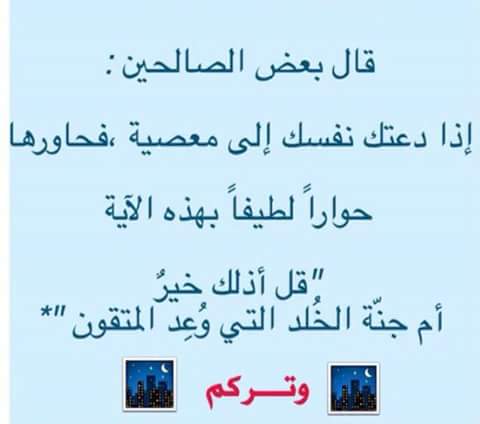 قال بعض الصالحين :
إذا دعتك نفسك إلى معصية ،فحاورها
حواراً لطيفاً بهذه الآية
"قل أذلك خيرٌ
أم جنّة الخُلد التي وُعِد المتقون "*
وتـــركم